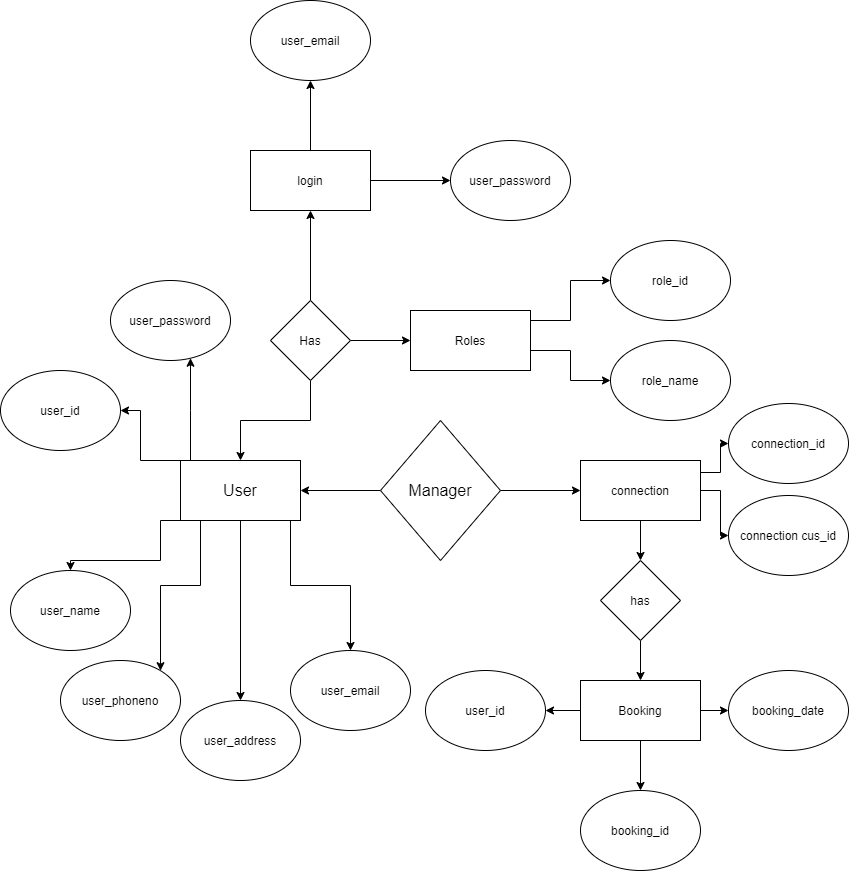 user_email
login
user_password
role_id
user_password
Has
Roles
role_name
user_id
connection_id
User
Manager
connection
connection cus_id
has
user_name
user_phoneno
user_email
user_id
Booking
booking_date
user_address
booking_id